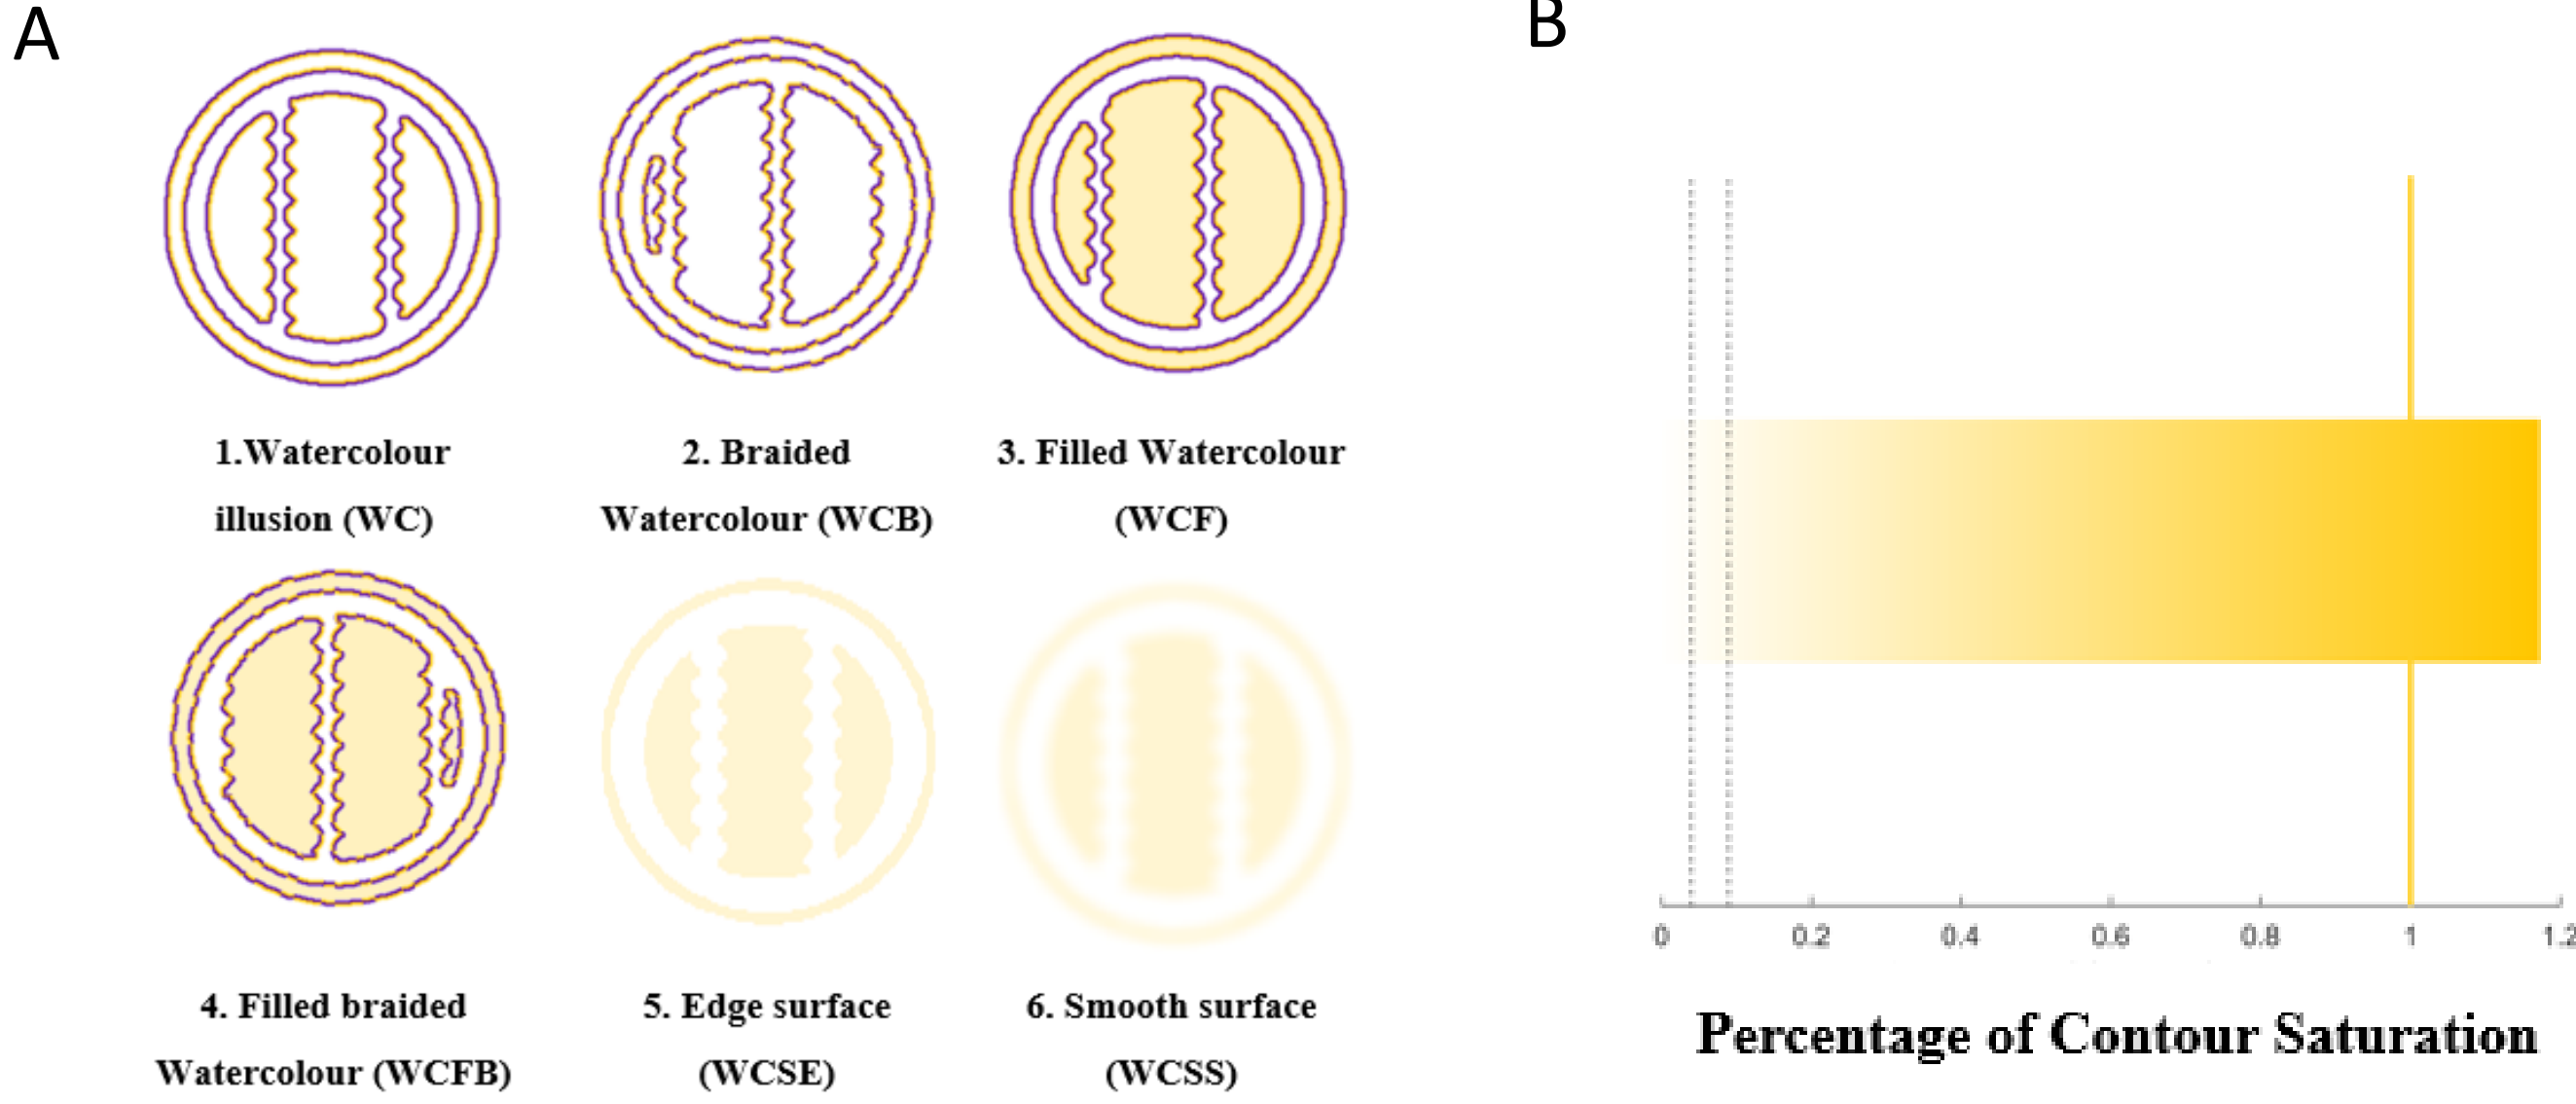 A
B
1.Watercolour
illusion (WC)
2. Braided
Watercolour (WCB)
3. Filled Watercolour
(WCF)
4. Filled braided
Watercolour (WCFB)
5. Edge surface
(WCSE)
6. Smooth surface
(WCSS)
0 0.2 0.4 0.6 0.8 1 1.2
Percentage of Contour Saturation